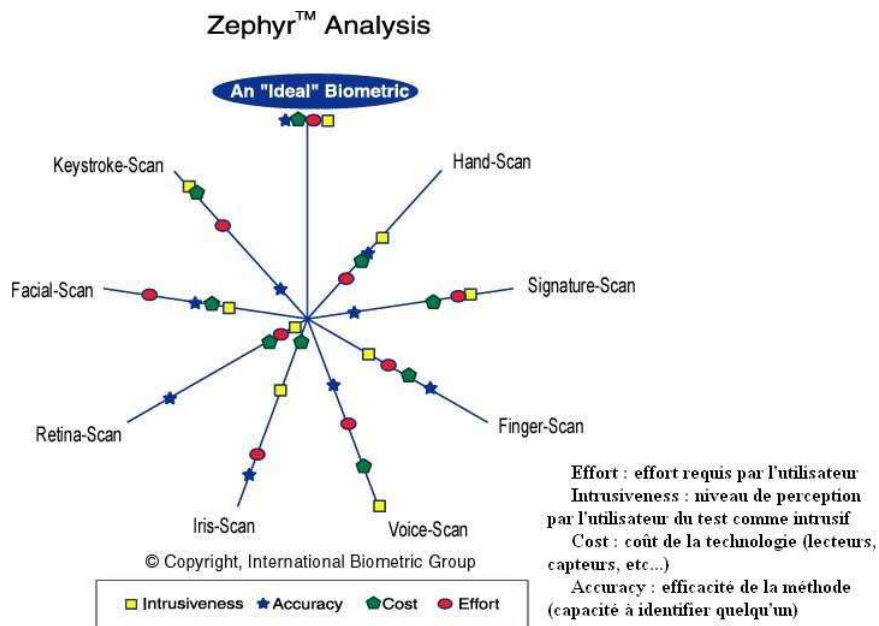 Zephyr™ Analysis
An "Ideal" Biometric
Keystroke-Scan
Hand-Scan
Facial-Scan
Signature-Scan
Retina-Scan
Finger-Scan
Iris-Scan
Voice-Scan
© Copyright, International Biometric Group
Intrusiveness Accuracy Cost Effort
Effort : effort requis par l'utilisateur
Intrusiveness : niveau de perception
par l'utilisateur du test comme intrusif
Cost : coût de la technologie (lecteurs,
capteurs, etc...)
Accuracy : efficacité de la méthode
(capacité à identifier quelqu'un)